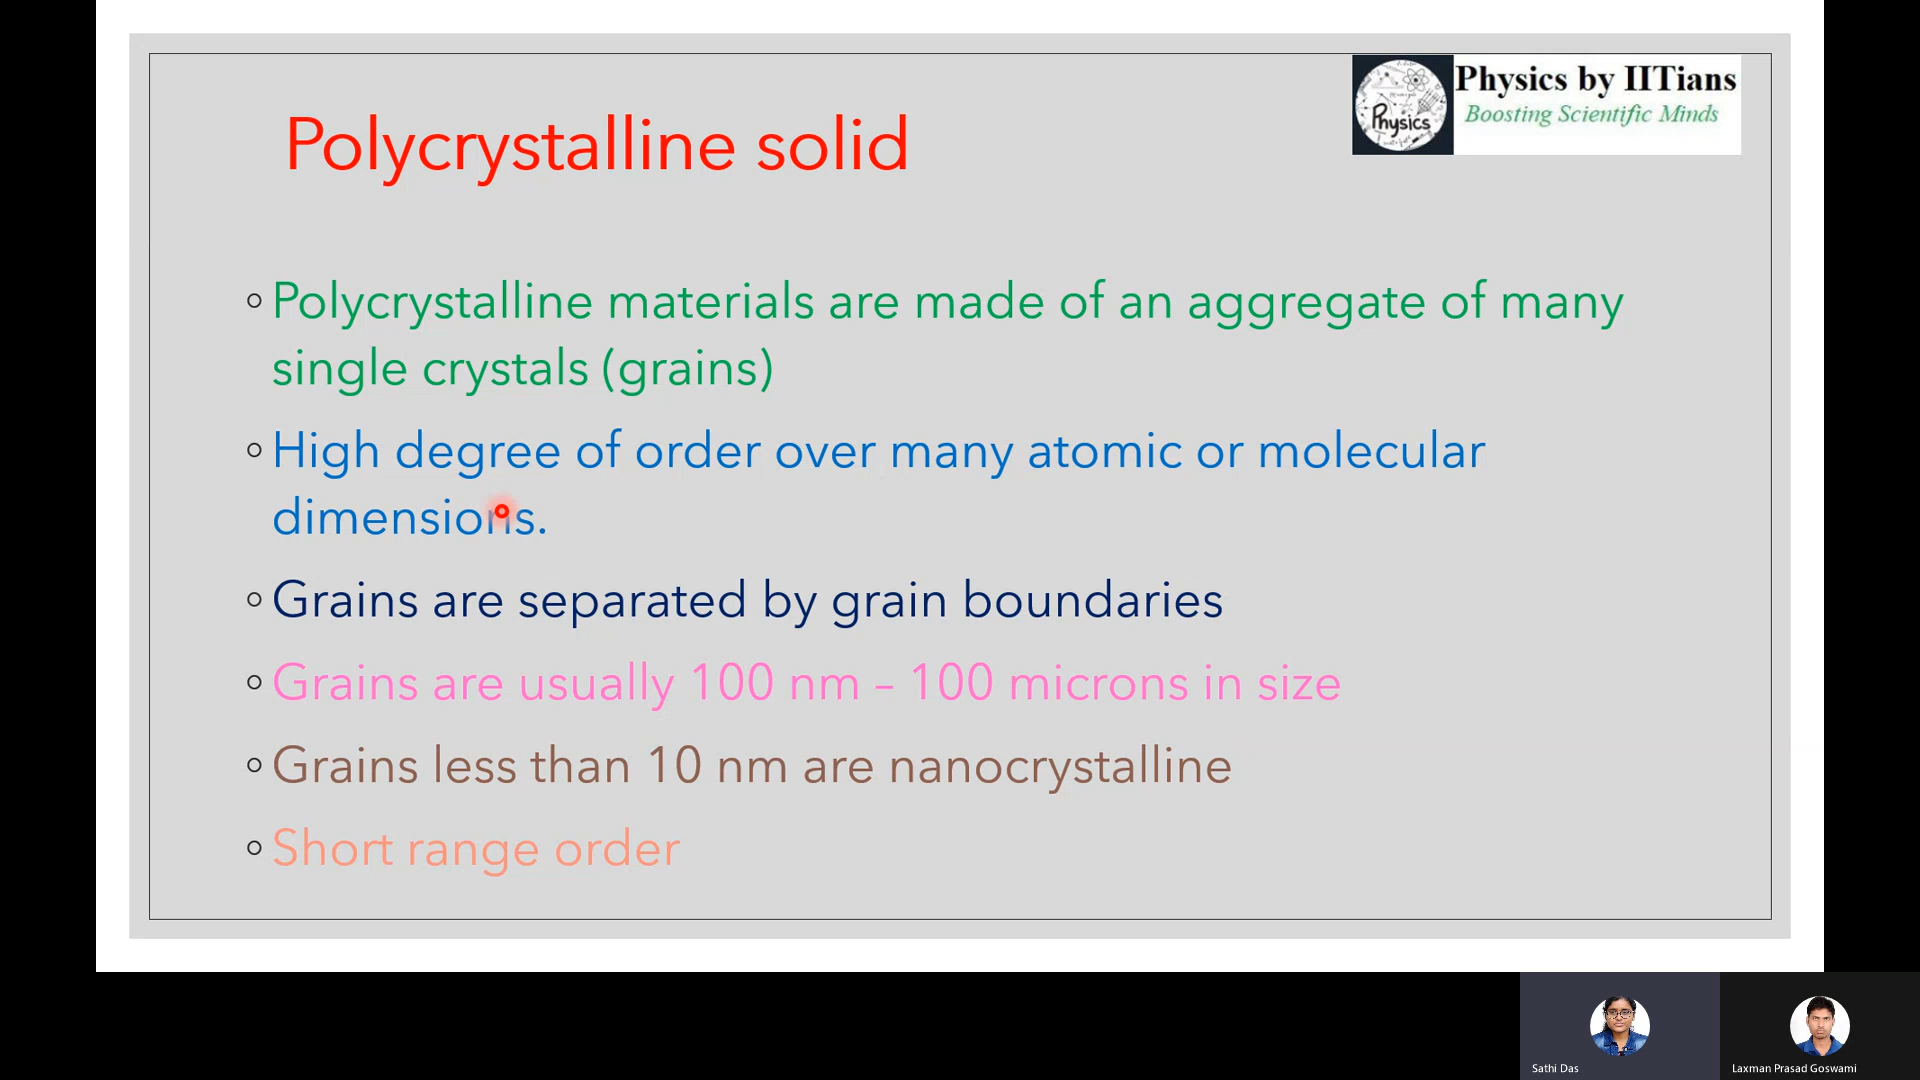 Physics
Physics by IITians
Boosting Scientific Minds
Polycrystalline solid
Polycrystalline materials are made of an aggregate of many
single crystals (grains)
High degree of order over many atomic or molecular
dimensions.
Grains are separated by grain boundaries
Grains are usually 100 nm – 100 microns in size
Grains less than 10 nm are nanocrystalline
Short range order
Sathi Das
Laxman Prasad Goswami